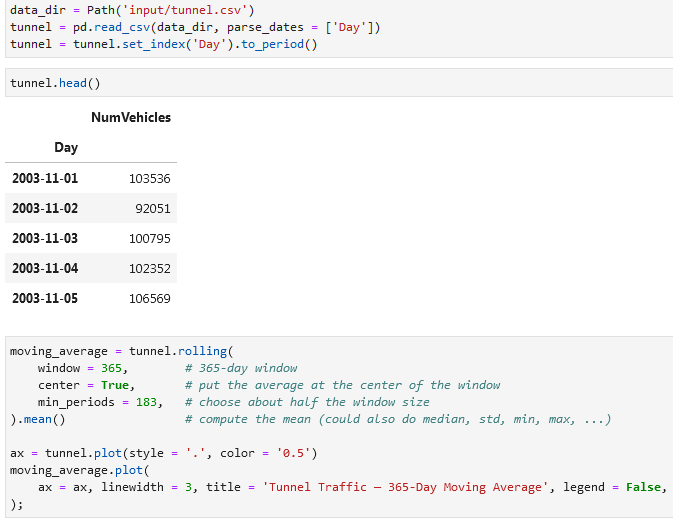 data_dir = Path('input/tunnel.csv')
tunnel = pd.read_csv(data_dir, parse_dates = ['Day'])
tunnel = tunnel.set_index('Day').to_period()
tunnel.head()
NumVehicles
Day
2003-11-01 103536
2003-11-02 92051
2003-11-03 100795
2003-11-04 102352
2003-11-05 106569
moving_average = tunnel.rolling(
    window = 365,        # 365-day window
    center = True,       # put the average at the center of the window
    min_periods = 183,   # choose about half the window size
).mean()                 # compute the mean (could also do median, std, min, max, ...)
ax = tunnel.plot(style = '.', color = '0.5')
moving_average.plot(
    ax = ax, linewidth = 3, title = 'Tunnel Traffic — 365-Day Moving Average', legend = False,
);